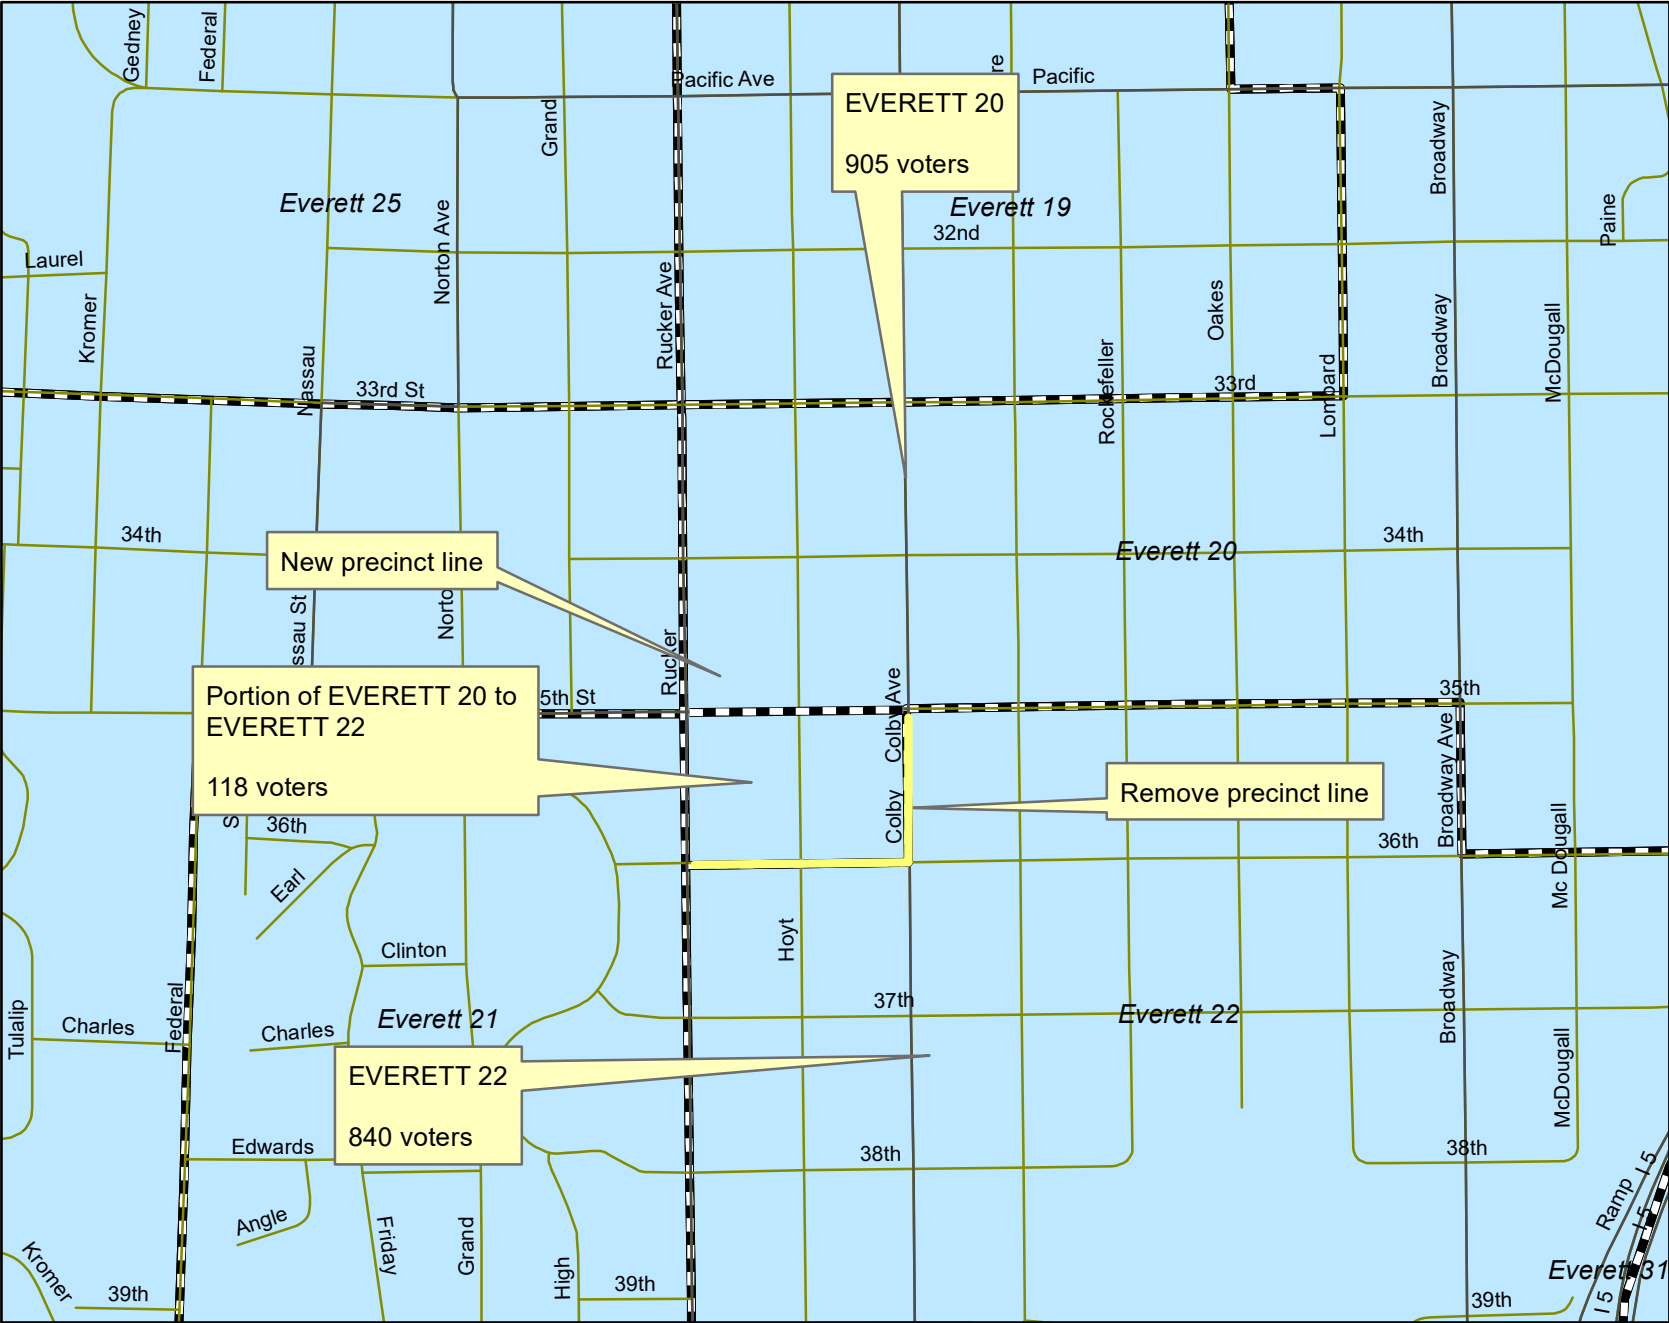 Gedney
Federal
Grand
Pacific Ave
re
Pacific
EVERETT 20
905 voters
Broadway
Everett 25
Norton Ave
Everett 19
32nd
Paine
Laurel
Kromer
Rucker Ave
Oakes
Broadway
McDougall
Nassau
33rd St
Rockefeller
33rd
Lombard
34th
New precinct line
Everett 20
34th
ssau St
Norto
Rucker
Portion of EVERETT 20 to
EVERETT 22
118 voters
5th St
Colby Ave
35th
Broadway Ave
Remove precinct line
S
36th
Colby
36th
Mc Dougall
Earl
Clinton
Hoyt
Tulalip
Charles
Federal
Charles
Everett 21
37th
Everett 22
Broadway
McDougall
EVERETT 22
840 voters
Edwards
38th
38th
Ramp
I 5
Angle
Friday
Grand
High
I 5
Kromer
39th
39th
Everett 31
39th
I 5